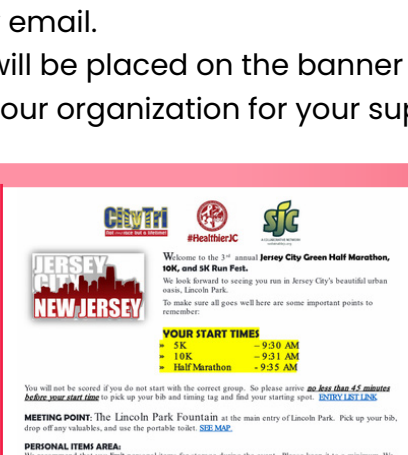 email.
will be placed on the banner
our organization for your sup
CityTri
#HealthierJC
sjc
JERSEY
CITY
NEW JERSEY
Welcome to the 3rd annual Jersey City Green Half Marathon,
10K, and 5K Run Fest.
We look forward to seeing you run in Jersey City's beautiful urban
oasis, Lincoln Park.
To make sure all goes well here are some important points to
remember:
YOUR START TIMES
► 5K – 9:30 AM
► 10K – 9:31 AM
► Half Marathon - 9:35 AM
You will not be scored if you do not start with the correct group. So please arrive no less than 45 minutes
before your start time to pick up your bib and timing tag and find your starting spot. ENTRY LIST LINK
MEETING POINT: The Lincoln Park Fountain at the main entry of Lincoln Park. Pick up your bib,
drop off any valuables, and use the portable toilet. SEE MAP.
PERSONAL ITEMS AREA: